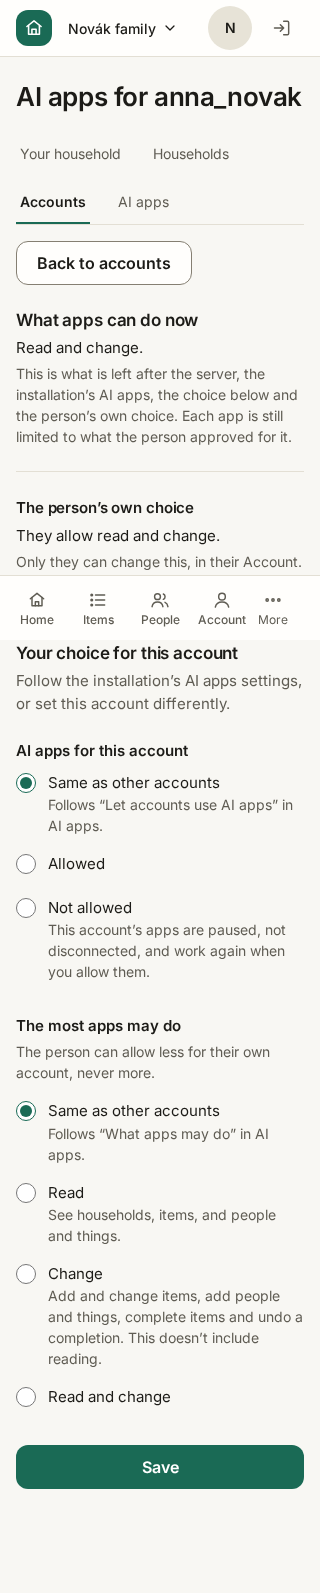 Novák family
N
AI apps for anna_novak
Your household
Households
Accounts
AI apps
Back to accounts
What apps can do now
Read and change.
This is what is left after the server, the
installation’s AI apps, the choice below and
the person’s own choice. Each app is still
limited to what the person approved for it.
The person’s own choice
They allow read and change.
Only they can change this, in their Account.
Home
Items
People
Account
More
Your choice for this account
Follow the installation’s AI apps settings,
or set this account differently.
AI apps for this account
Same as other accounts
Follows “Let accounts use AI apps” in
AI apps.
Allowed
Not allowed
This account’s apps are paused, not
disconnected, and work again when
you allow them.
The most apps may do
The person can allow less for their own
account, never more.
Same as other accounts
Follows “What apps may do” in AI
apps.
Read
See households, items, and people
and things.
Change
Add and change items, add people
and things, complete items and undo a
completion. This doesn’t include
reading.
Read and change
Save